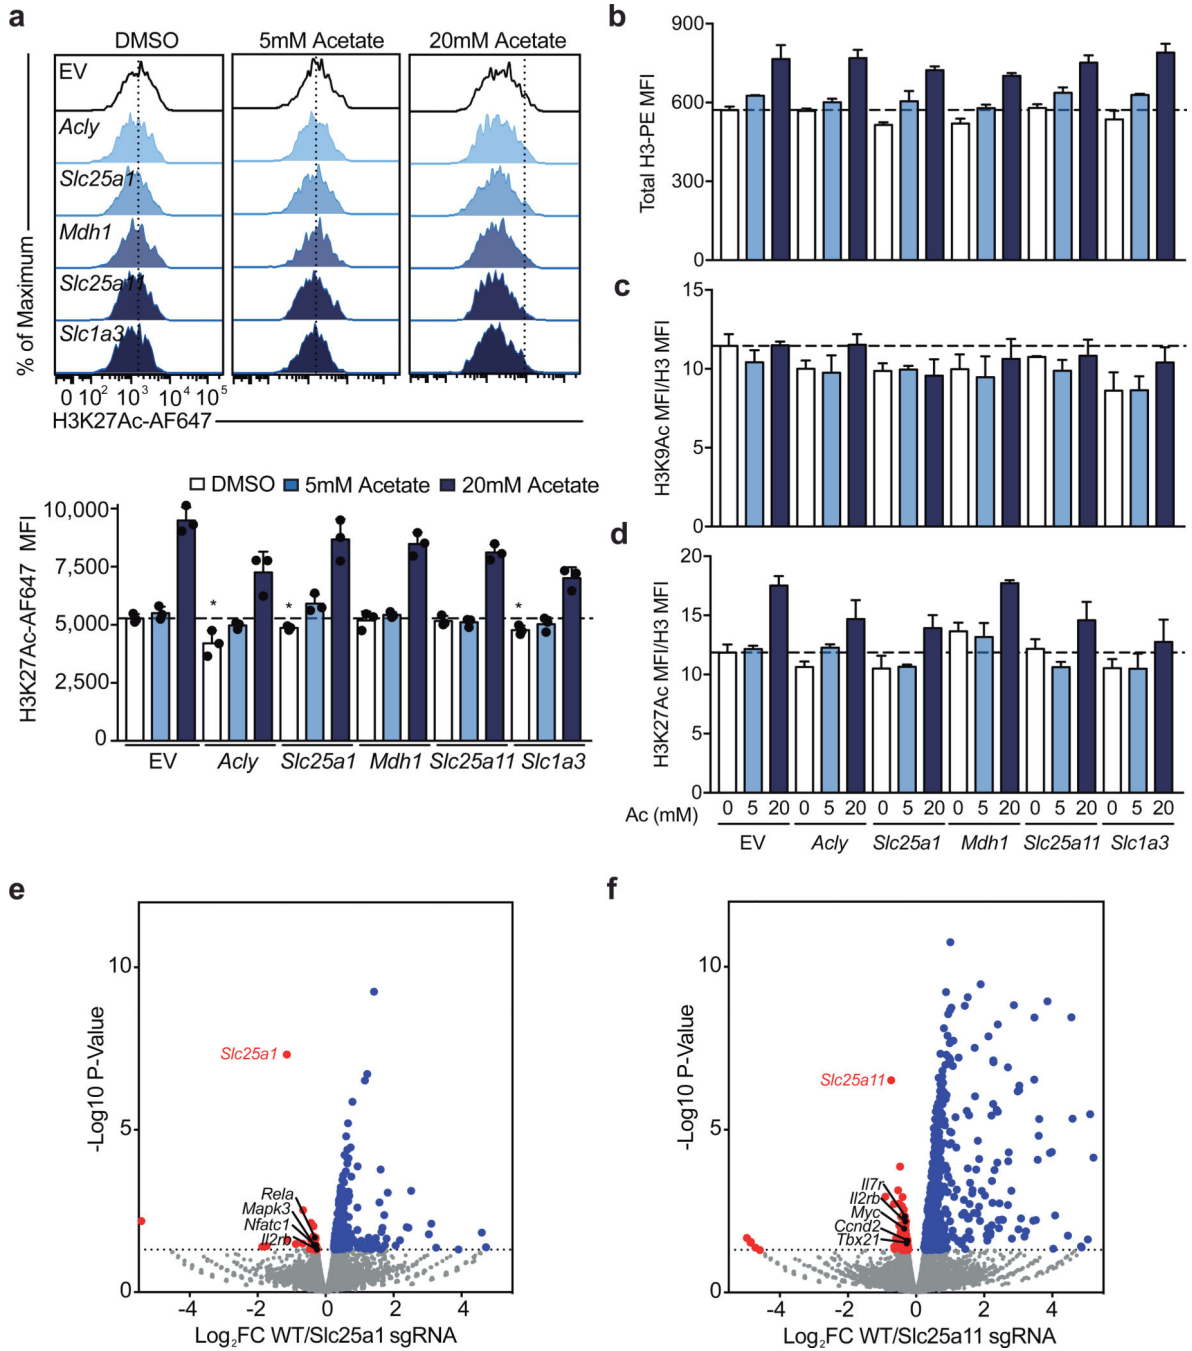 a
DMSO 5mM Acetate 20mM Acetate
EV
Acly
Slc25a1
Mdh1
Slc25a11
Slc1a3
% of Maximum
0 10² 10³ 10⁴ 10⁵
H3K27Ac-AF647
DMSO 5mM Acetate 20mM Acetate
H3K27Ac-AF647 MFI
10,000
7,500
5,000
2,500
0
* * *
EV Acly Slc25a1 Mdh1 Slc25a11 Slc1a3
b
Total H3-PE MFI
900
600
300
0
c
H3K9Ac MFI/H3 MFI
15
10
5
0
d
H3K27Ac MFI/H3 MFI
20
15
10
5
0
Ac (mM) 0 5 20 0 5 20 0 5 20 0 5 20 0 5 20 0 5 20
EV Acly Slc25a1 Mdh1 Slc25a11 Slc1a3
e
-Log10 P-Value
10
5
0
Slc25a1
Rela
Mapk3
Nfatc1
Il2rb
-4 -2 0 2 4
Log₂FC WT/Slc25a1 sgRNA
f
-Log10 P-Value
10
5
0
Slc25a11
Il7r
Il2rb
Myc
Ccnd2
Tbx21
-4 -2 0 2 4
Log₂FC WT/Slc25a11 sgRNA